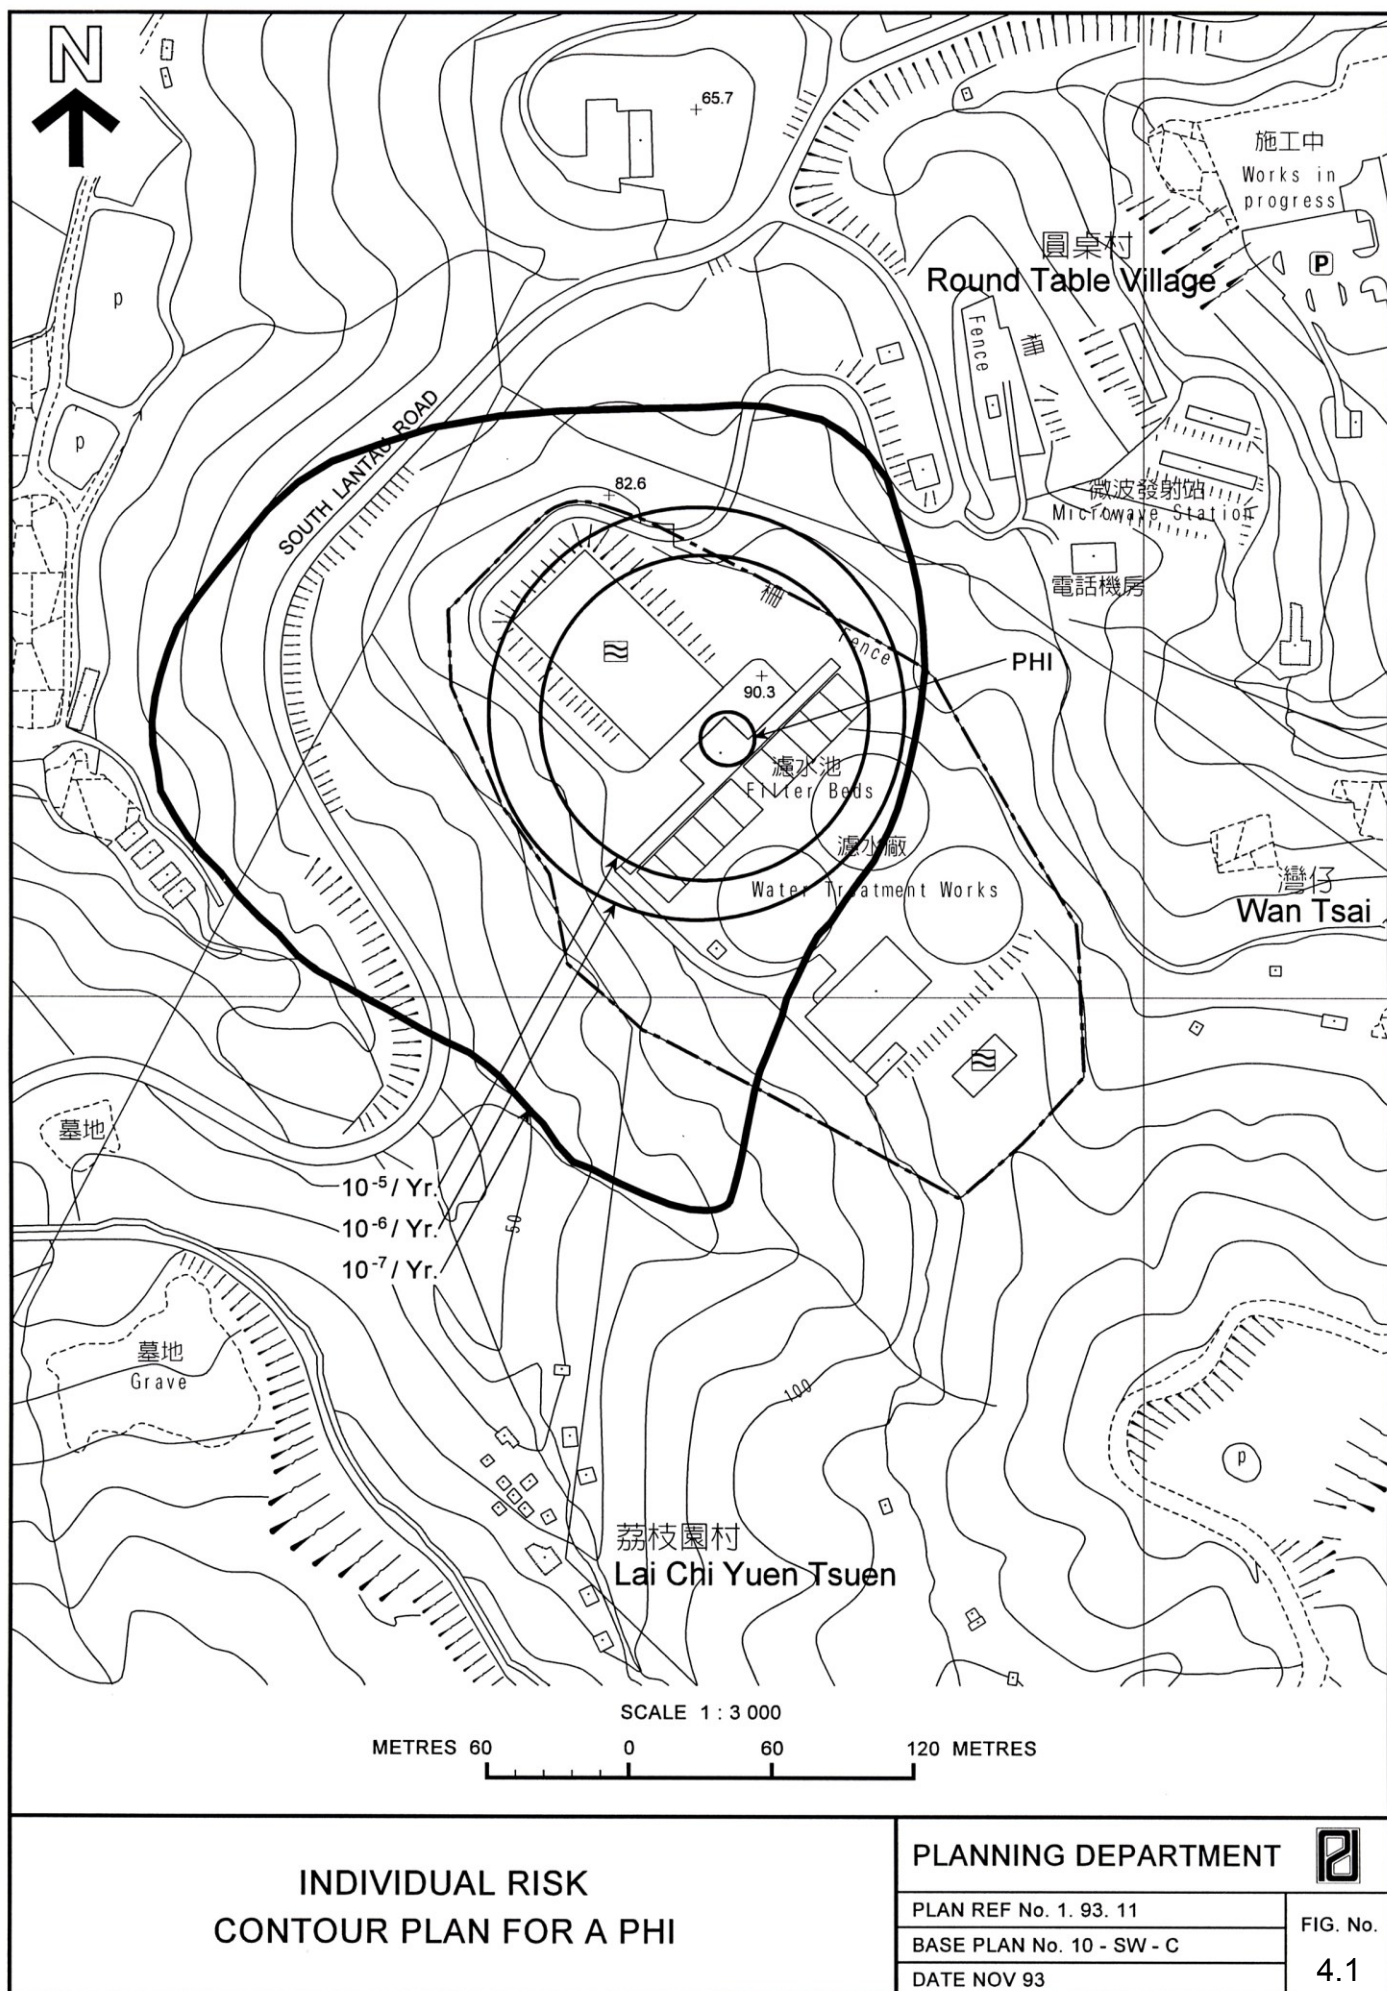 N
65.7
施工中
Works in
progress
圓桌村
Round Table Village
P
p
Fence
p
SOUTH LANTAU ROAD
82.6
微波發射站
Microwave Station
電話機房
柵
Fence
PHI
90.3
濾水池
Filter Beds
濾水廠
Water Treatment Works
灣仔
Wan Tsai
墓地
10-5 / Yr.
10-6 / Yr.
10-7 / Yr.
50
墓地
Grave
100
p
荔枝園村
Lai Chi Yuen Tsuen
SCALE 1 : 3 000
METRES 60 0 60 120 METRES
INDIVIDUAL RISK
CONTOUR PLAN FOR A PHI
PLANNING DEPARTMENT
PLAN REF No. 1. 93. 11
BASE PLAN No. 10 - SW - C
DATE NOV 93
FIG. No.
4.1